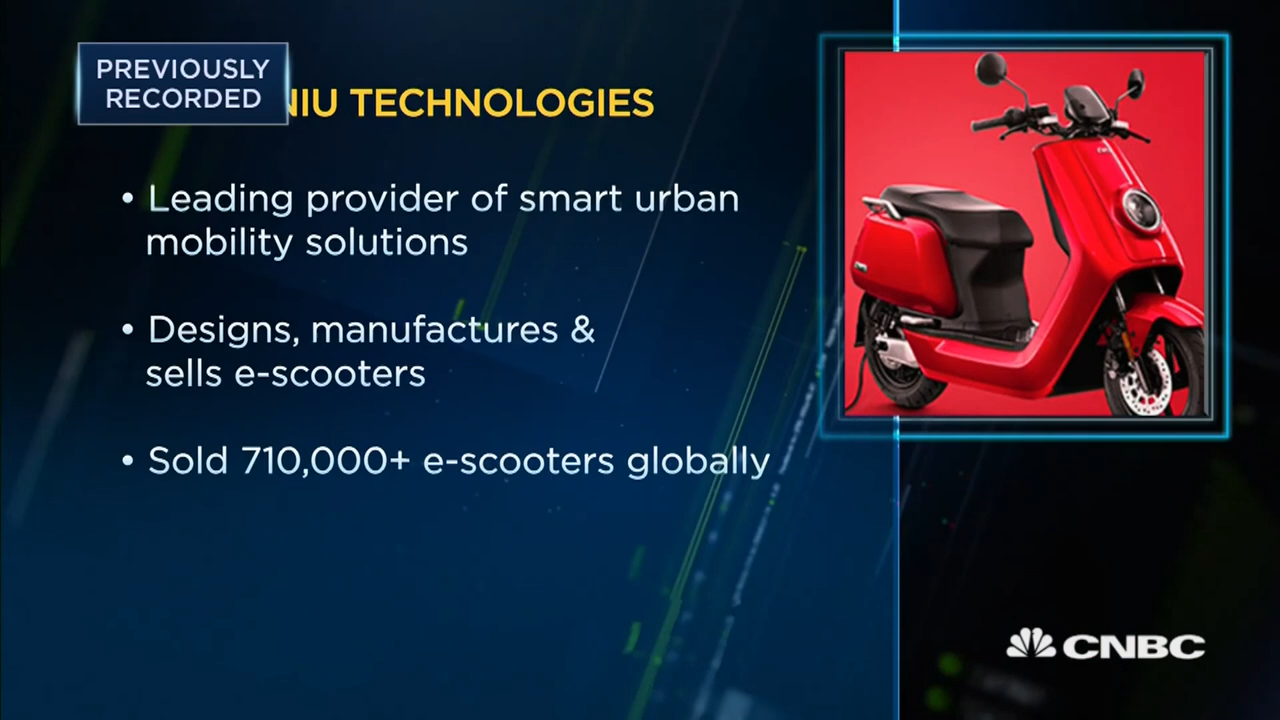 PREVIOUSLY
RECORDED
NIU TECHNOLOGIES
• Leading provider of smart urban
mobility solutions
• Designs, manufactures &
sells e-scooters
• Sold 710,000+ e-scooters globally
CNBC